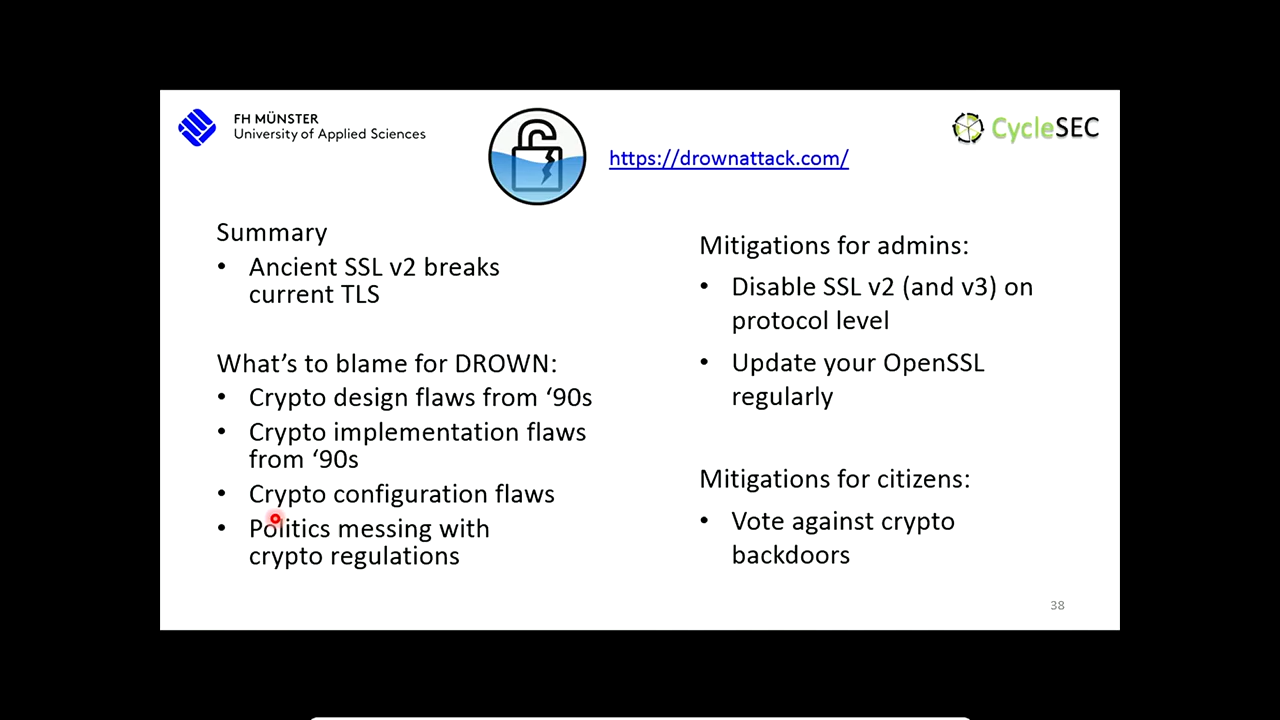 FH MÜNSTER
University of Applied Sciences
CycleSEC
https://drownattack.com/
Summary
• Ancient SSL v2 breaks
current TLS
What’s to blame for DROWN:
• Crypto design flaws from ‘90s
• Crypto implementation flaws
from ‘90s
• Crypto configuration flaws
• Politics messing with
crypto regulations
Mitigations for admins:
• Disable SSL v2 (and v3) on
protocol level
• Update your OpenSSL
regularly
Mitigations for citizens:
• Vote against crypto
backdoors
38